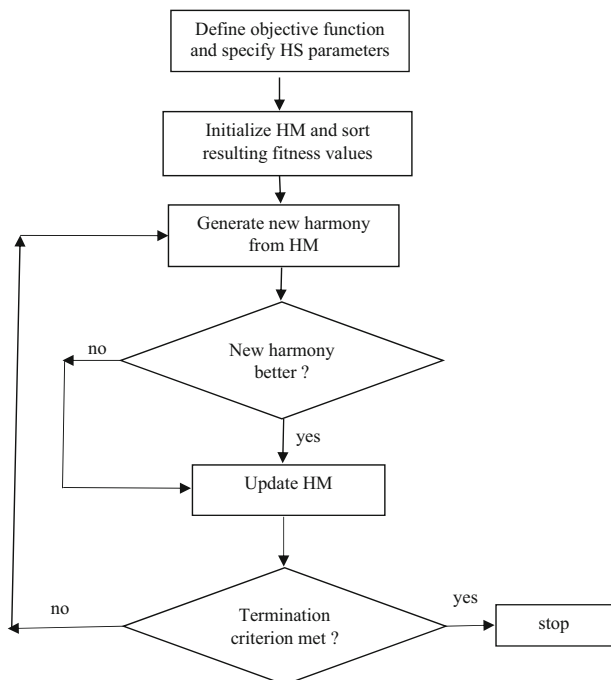 Define objective function
and specify HS parameters
Initialize HM and sort
resulting fitness values
Generate new harmony
from HM
no
New harmony
better ?
yes
Update HM
no
Termination
criterion met ?
yes
stop